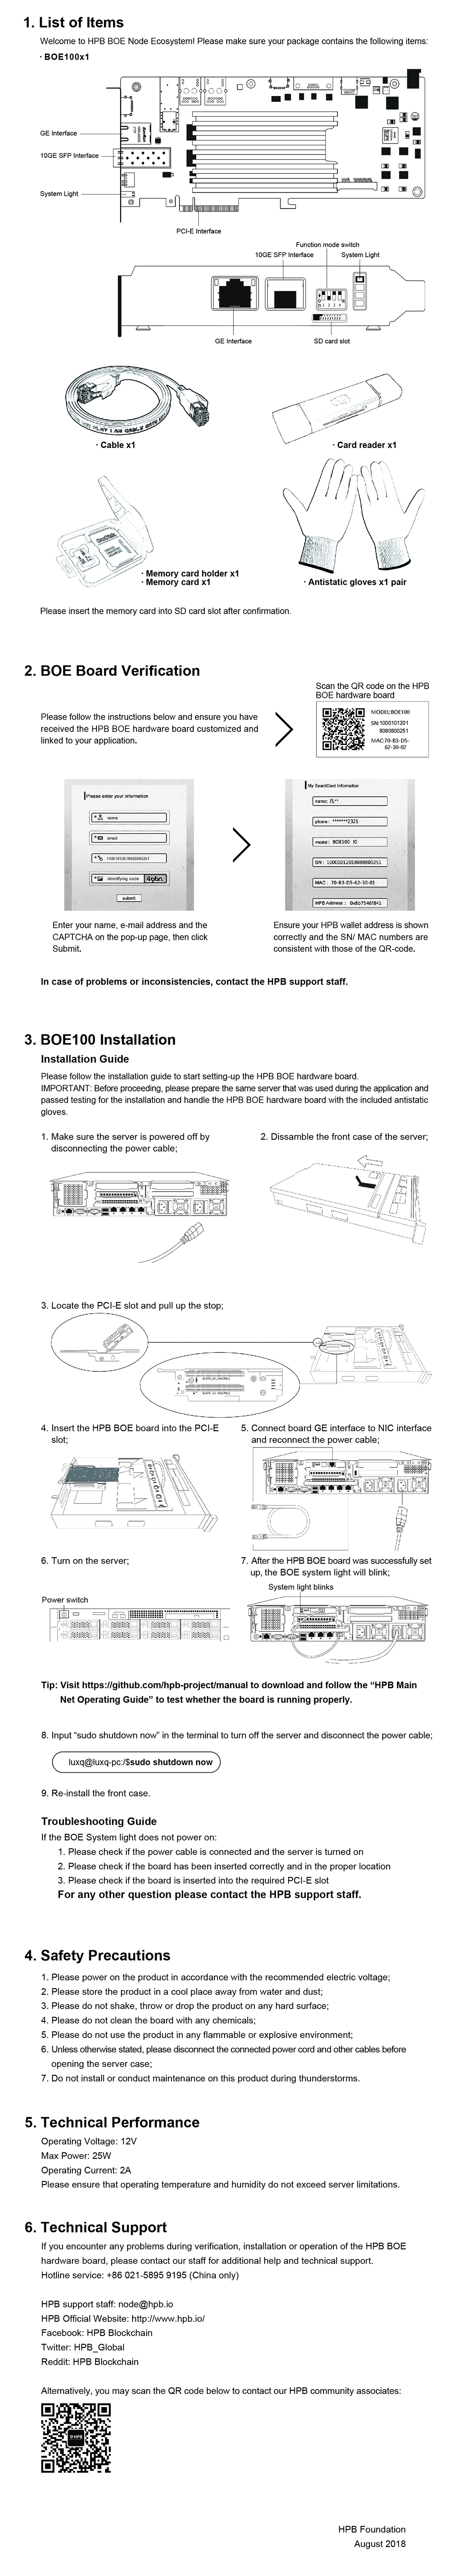 1. List of Items
Welcome to HPB BOE Node Ecosystem! Please make sure your package contains the following items:
· BOE100x1
GE Interface
10GE SFP Interface
System Light
PCI-E Interface
Function mode switch
10GE SFP Interface
System Light
GE Interface
SD card slot
· Cable x1
· Card reader x1
· Memory card holder x1
· Memory card x1
· Antistatic gloves x1 pair
Please insert the memory card into SD card slot after confirmation.
2. BOE Board Verification
Scan the QR code on the HPB
BOE hardware board
Please follow the instructions below and ensure you have
received the HPB BOE hardware board customized and
linked to your application.
MODEL:BOE100
SN:1000101201
8080800251
MAC:70-B3-D5-
62-30-02
Please enter your information
* name
* email
* identifying code
submit
My BoardCard Information
phone: *******2321
model: BOE100 XI
SN: 10001012018080800251
MAC: 70-B3-D5-62-30-01
HPB Address: 0xBb7546f841
Enter your name, e-mail address and the
CAPTCHA on the pop-up page, then click
Submit.
Ensure your HPB wallet address is shown
correctly and the SN/ MAC numbers are
consistent with those of the QR-code.
In case of problems or inconsistencies, contact the HPB support staff.
3. BOE100 Installation
Installation Guide
Please follow the installation guide to start setting-up the HPB BOE hardware board.
IMPORTANT: Before proceeding, please prepare the same server that was used during the application and
passed testing for the installation and handle the HPB BOE hardware board with the included antistatic
gloves.
1. Make sure the server is powered off by
disconnecting the power cable;
2. Dissamble the front case of the server;
3. Locate the PCI-E slot and pull up the stop;
4. Insert the HPB BOE board into the PCI-E
slot;
5. Connect board GE interface to NIC interface
and reconnect the power cable;
6. Turn on the server;
7. After the HPB BOE board was successfully set
up, the BOE system light will blink;
Power switch
System light blinks
Tip: Visit https://github.com/hpb-project/manual to download and follow the “HPB Main
Net Operating Guide” to test whether the board is running properly.
8. Input “sudo shutdown now” in the terminal to turn off the server and disconnect the power cable;
luxq@luxq-pc:/$sudo shutdown now
9. Re-install the front case.
Troubleshooting Guide
If the BOE System light does not power on:
1. Please check if the power cable is connected and the server is turned on
2. Please check if the board has been inserted correctly and in the proper location
3. Please check if the board is inserted into the required PCI-E slot
For any other question please contact the HPB support staff.
4. Safety Precautions
1. Please power on the product in accordance with the recommended electric voltage;
2. Please store the product in a cool place away from water and dust;
3. Please do not shake, throw or drop the product on any hard surface;
4. Please do not clean the board with any chemicals;
5. Please do not use the product in any flammable or explosive environment;
6. Unless otherwise stated, please disconnect the connected power cord and other cables before
opening the server case;
7. Do not install or conduct maintenance on this product during thunderstorms.
5. Technical Performance
Operating Voltage: 12V
Max Power: 25W
Operating Current: 2A
Please ensure that operating temperature and humidity do not exceed server limitations.
6. Technical Support
If you encounter any problems during verification, installation or operation of the HPB BOE
hardware board, please contact our staff for additional help and technical support.
Hotline service: +86 021-5895 9195 (China only)
HPB support staff: node@hpb.io
HPB Official Website: http://www.hpb.io/
Facebook: HPB Blockchain
Twitter: HPB_Global
Reddit: HPB Blockchain
Alternatively, you may scan the QR code below to contact our HPB community associates:
HPB Foundation
August 2018